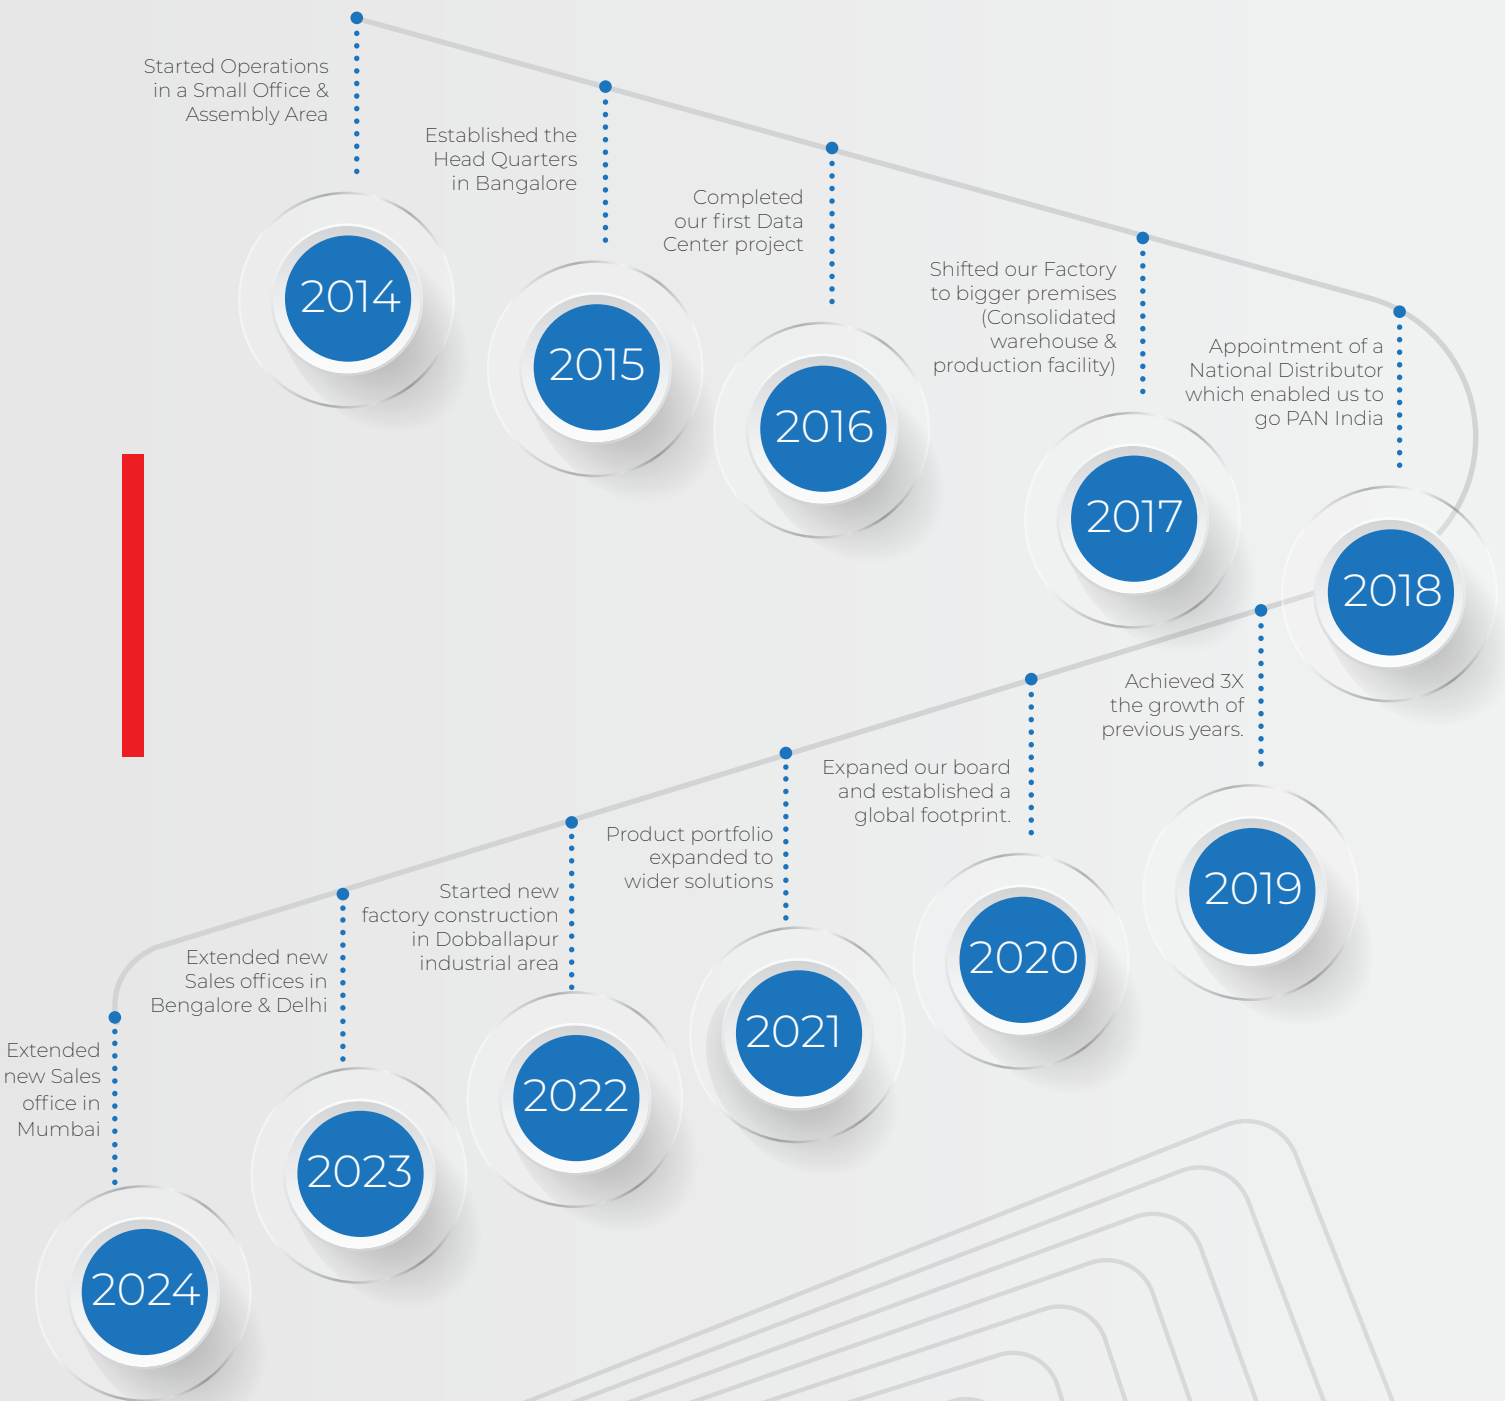 Started Operations
in a Small Office &
Assembly Area
2014
Established the
Head Quarters
in Bangalore
2015
Completed
our first Data
Center project
2016
Shifted our Factory
to bigger premises
(Consolidated
warehouse &
production facility)
2017
Appointment of a
National Distributor
which enabled us to
go PAN India
2018
Achieved 3X
the growth of
previous years.
2019
Expaned our board
and established a
global footprint.
2020
Product portfolio
expanded to
wider solutions
2021
Started new
factory construction
in Dobballapur
industrial area
2022
Extended new
Sales offices in
Bengalore & Delhi
2023
Extended
new Sales
office in
Mumbai
2024